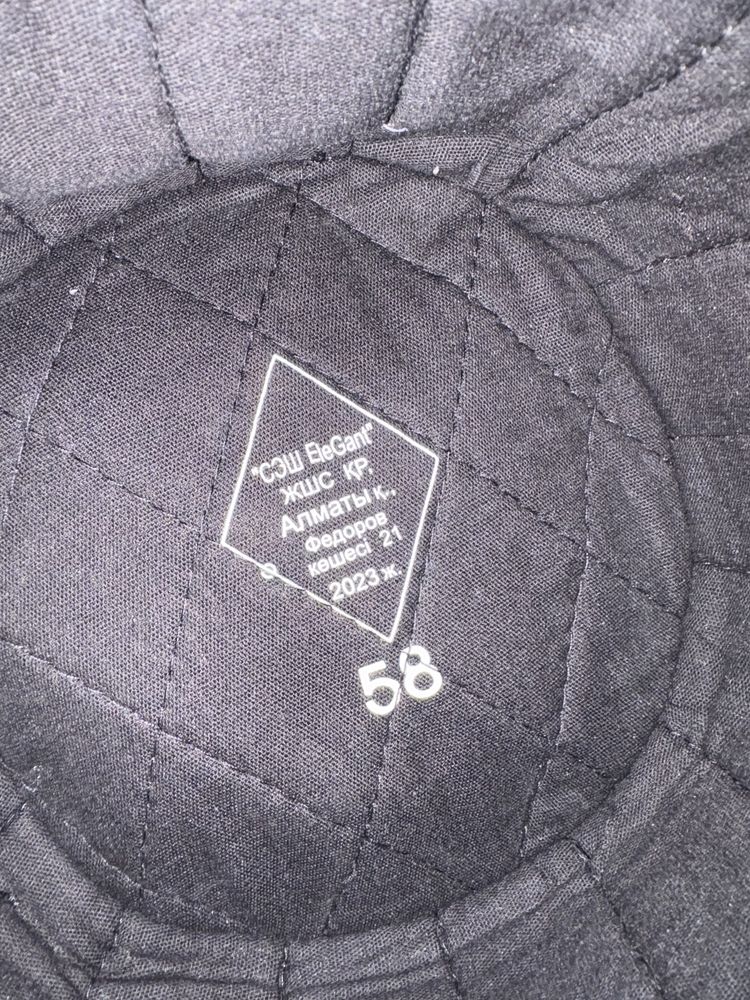 "СЭШ EleGant"
ЖШС ҚР.
Алматы қ.
Федоров
көшесі 21
2023 ж.
58